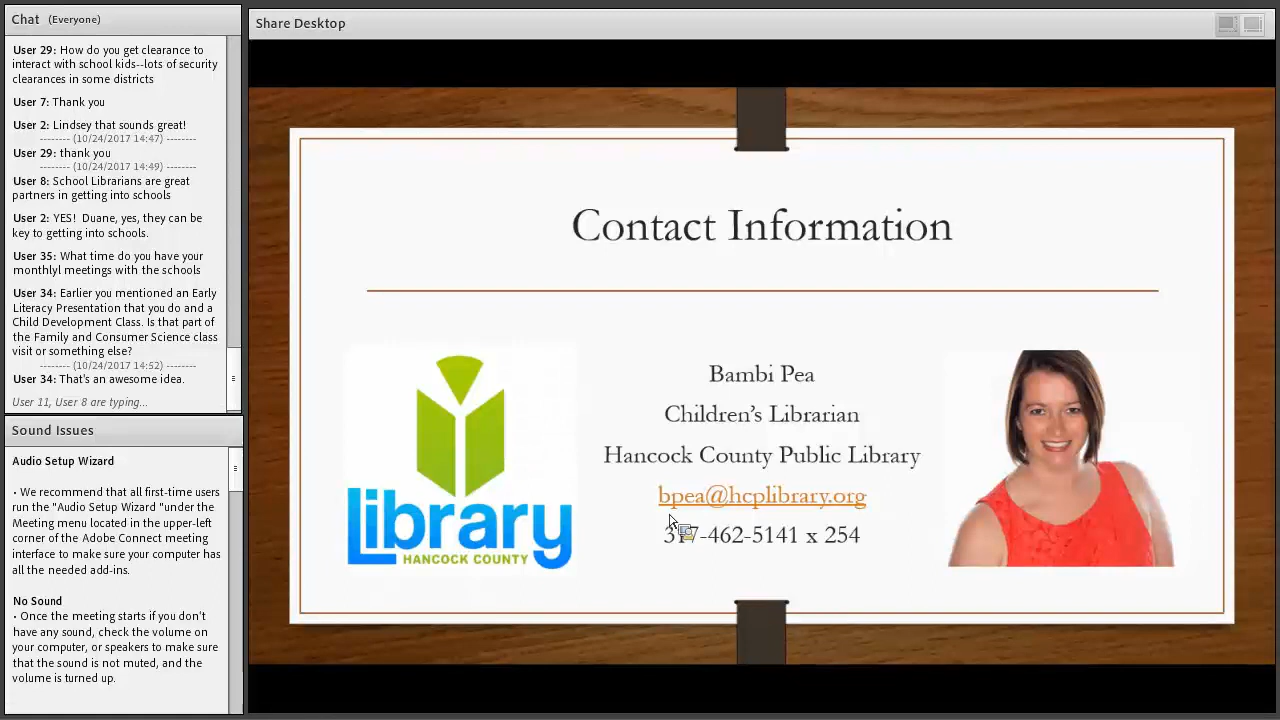 Chat (Everyone)
User 29: How do you get clearance to
interact with school kids--lots of security
clearances in some districts
User 7: Thank you
User 2: Lindsey that sounds great!
-------- (10/24/2017 14:47) --------
User 29: thank you
-------- (10/24/2017 14:49) --------
User 8: School Librarians are great
partners in getting into schools
User 2: YES! Duane, yes, they can be
key to getting into schools.
User 35: What time do you have your
monthlyl meetings with the schools
User 34: Earlier you mentioned an Early
Literacy Presentation that you do and a
Child Development Class. Is that part of
the Family and Consumer Science class
visit or something else?
-------- (10/24/2017 14:52) --------
User 34: That's an awesome idea.
User 11, User 8 are typing...
Sound Issues
Audio Setup Wizard
• We recommend that all first-time users
run the "Audio Setup Wizard "under the
Meeting menu located in the upper-left
corner of the Adobe Connect meeting
interface to make sure your computer has
all the needed add-ins.
No Sound
• Once the meeting starts if you don't
have any sound, check the volume on
your computer, or speakers to make sure
that the sound is not muted, and the
volume is turned up.
Share Desktop
Contact Information
Library
HANCOCK COUNTY
Bambi Pea
Children's Librarian
Hancock County Public Library
bpea@hcplibrary.org
317-462-5141 x 254